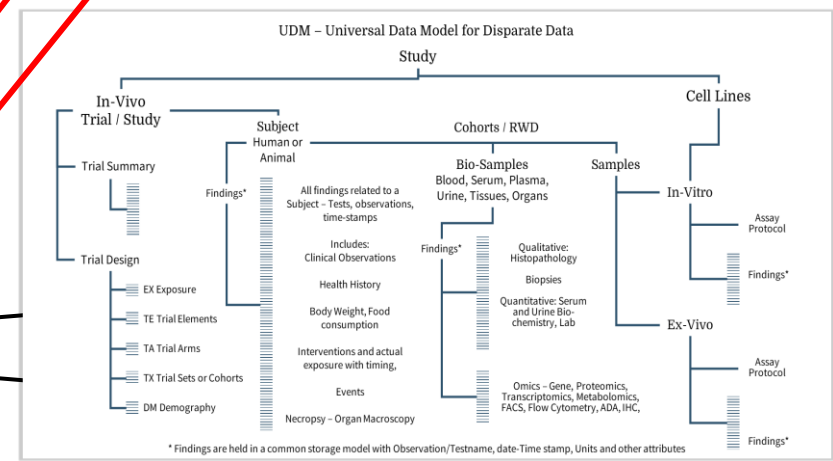 UDM – Universal Data Model for Disparate Data
Study
In-Vivo
Trial / Study
Cell Lines
Subject
Human or
Animal
Cohorts / RWD
Bio-Samples
Blood, Serum, Plasma,
Urine, Tissues, Organs
Samples
Trial Summary
Findings*
All findings related to a
Subject – Tests, observations,
time-stamps
Includes:
Clinical Observations
Health History
Body Weight, Food
consumption
Interventions and actual
exposure with timing,
Events
Necropsy – Organ Macroscopy
In-Vitro
Assay
Protocol
Findings*
Findings*
Qualitative:
Histopathology
Biopsies
Quantitative: Serum
and Urine Bio-
chemistry, Lab
Omics – Gene, Proteomics,
Transcriptomics, Metabolomics,
FACS, Flow Cytometry, ADA, IHC,
Trial Design
EX Exposure
TE Trial Elements
TA Trial Arms
TX Trial Sets or Cohorts
DM Demography
Ex-Vivo
Assay
Protocol
Findings*
* Findings are held in a common storage model with Observation/Testname, date-Time stamp, Units and other attributes